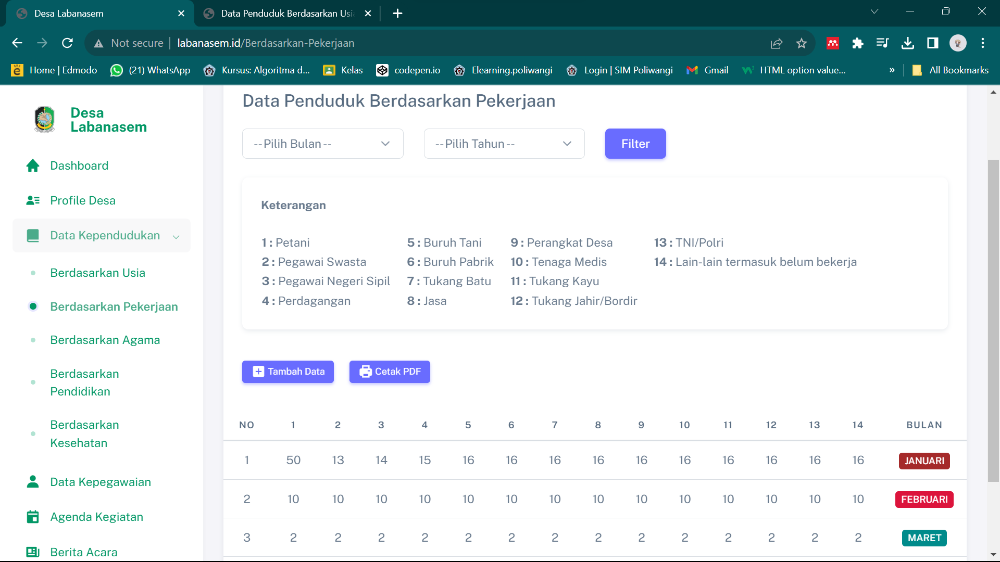 Desa Labanasem
Data Penduduk Berdasarkan Usi
Not secure
labanasem.id/Berdasarkan-Pekerjaan
Home | Edmodo
(21) WhatsApp
Kursus: Algoritma d...
Kelas
codepen.io
Elearning.poliwangi
Login | SIM Poliwangi
Gmail
HTML option value...
»
All Bookmarks
Desa
Labanasem
Dashboard
Profile Desa
Data Kependudukan
Berdasarkan Usia
Berdasarkan Pekerjaan
Berdasarkan Agama
Berdasarkan
Pendidikan
Berdasarkan
Kesehatan
Data Kepegawaian
Agenda Kegiatan
Berita Acara
Data Penduduk Berdasarkan Pekerjaan
--Pilih Bulan--
--Pilih Tahun--
Filter
Keterangan
1 : Petani
2 : Pegawai Swasta
3 : Pegawai Negeri Sipil
4 : Perdagangan
5 : Buruh Tani
6 : Buruh Pabrik
7 : Tukang Batu
8 : Jasa
9 : Perangkat Desa
10 : Tenaga Medis
11 : Tukang Kayu
12 : Tukang Jahir/Bordir
13 : TNI/Polri
14 : Lain-lain termasuk belum bekerja
Tambah Data
Cetak PDF
NO 1 2 3 4 5 6 7 8 9 10 11 12 13 14 BULAN
1 50 13 14 15 16 16 16 16 16 16 16 16 16 16 JANUARI
2 10 10 10 10 10 10 10 10 10 10 10 10 10 10 FEBRUARI
3 2 2 2 2 2 2 2 2 2 2 2 2 2 2 MARET